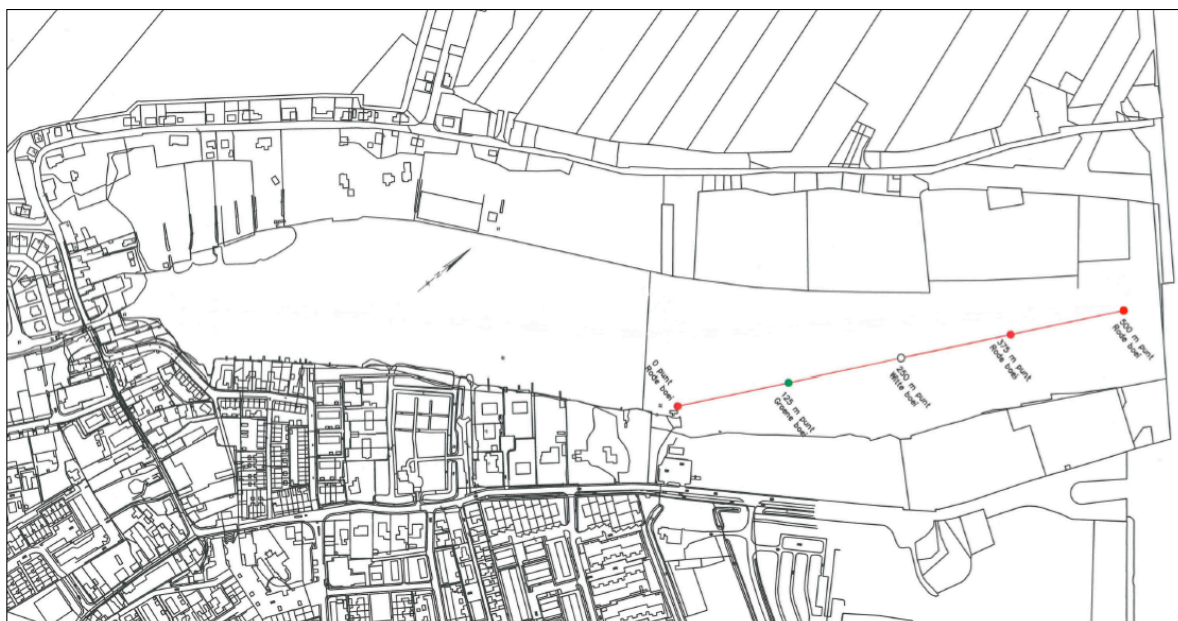 0 punt
Rode boei
125 m punt
Groene boei
250 m punt
Witte boei
375 m punt
Rode boei
500 m punt
Rode boei